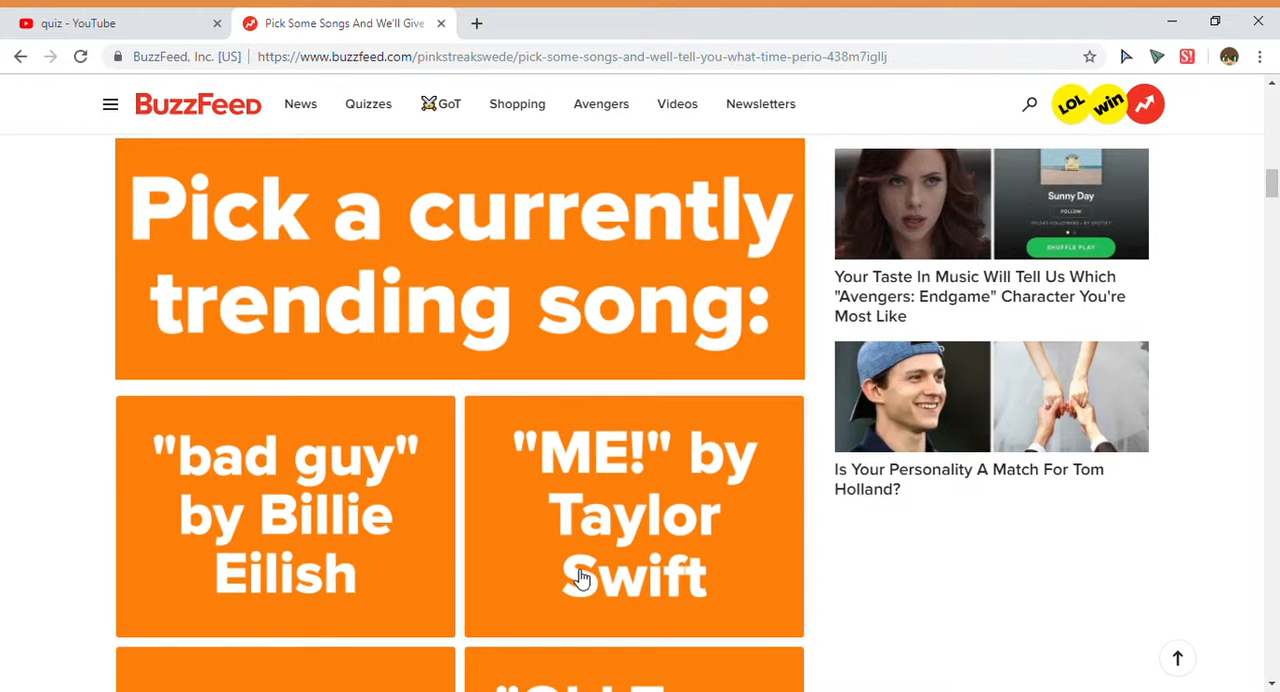 quiz - YouTube
Pick Some Songs And We'll Give
BuzzFeed, Inc. [US]
https://www.buzzfeed.com/pinkstreakswede/pick-some-songs-and-well-tell-you-what-time-perio-438m7igllj
BuzzFeed
News
Quizzes
GoT
Shopping
Avengers
Videos
Newsletters
LOL
win
Pick a currently
trending song:
"bad guy"
by Billie
Eilish
"ME!" by
Taylor
Swift
Sunny Day
FOLLOW
SHUFFLE PLAY
Your Taste In Music Will Tell Us Which
"Avengers: Endgame" Character You're
Most Like
Is Your Personality A Match For Tom
Holland?